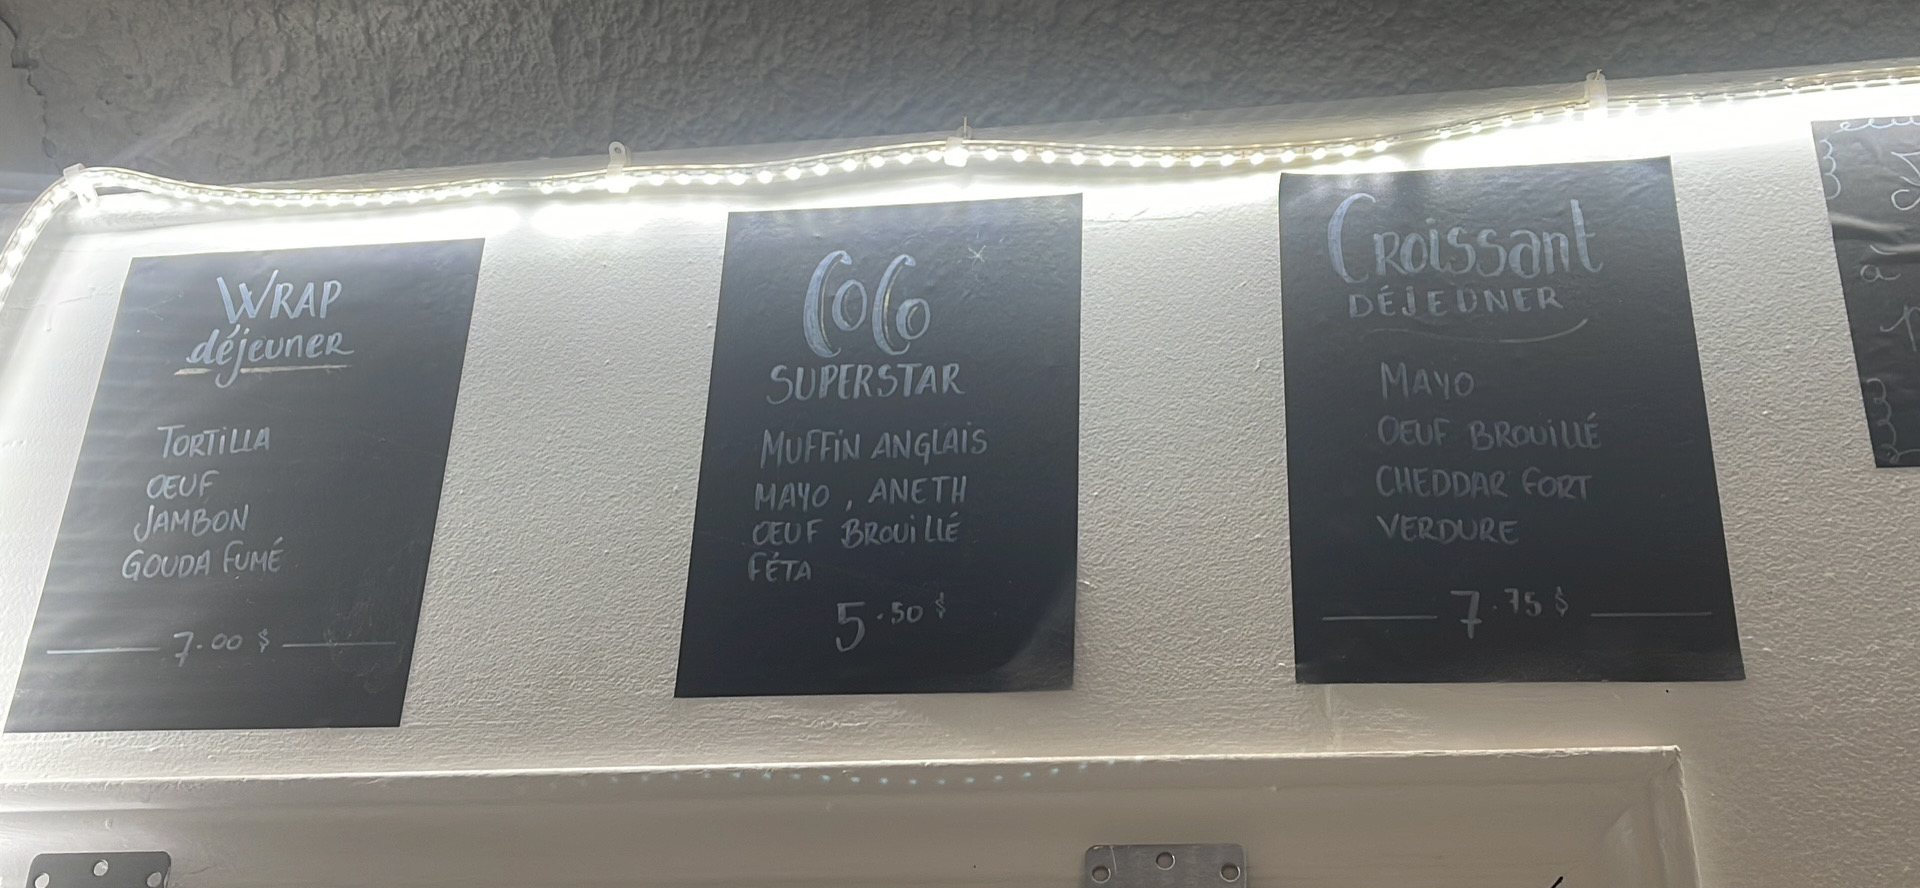 WRAP
déjeuner
TORTILLA
OEUF
JAMBON
GOUDA FUMÉ
7.00 $
CoCo
SUPERSTAR
MUFFIN ANGLAIS
MAYO, ANETH
OEUF BROUILLÉ
FÉTA
5.50 $
CROISSANT
DÉJEUNER
MAYO
OEUF BROUILLÉ
CHEDDAR FORT
VERDURE
7.75 $
à